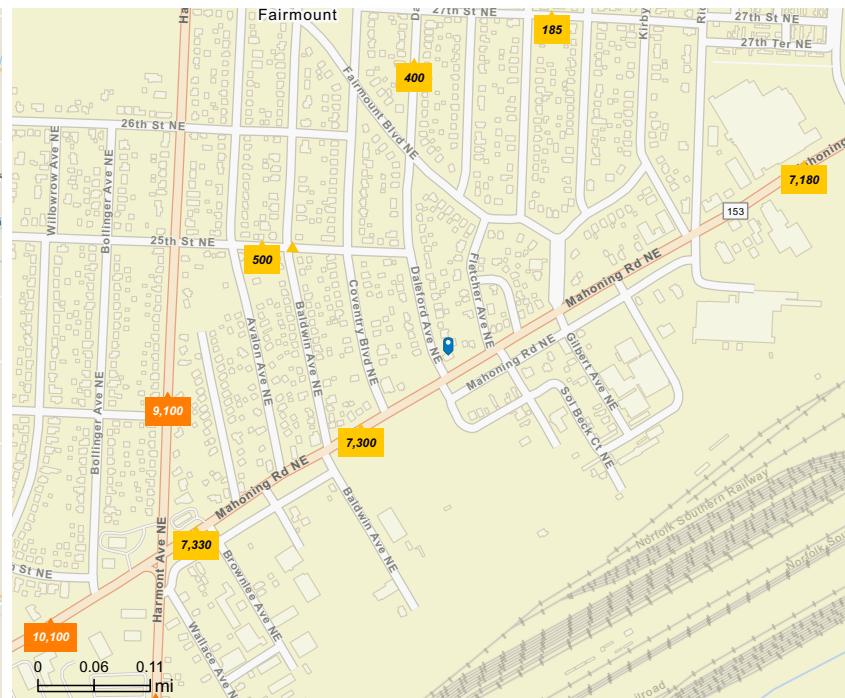 Fairmount
27th St NE
27th St NE
185
27th Ter NE
400
Fairmount Blvd NE
26th St NE
Willowrow Ave NE
Bollinger Ave NE
Mahoning
7,180
153
25th St NE
500
Daleford Ave NE
Fletcher Ave NE
Mahoning Rd NE
Coventry Blvd NE
Baldwin Ave NE
Avalon Ave NE
Mahoning Rd NE
Gilbert Ave NE
Sol Beck Ct NE
9,100
Bollinger Ave NE
7,300
Mahoning Rd NE
Baldwin Ave NE
Norfolk Southern Railway
7,330
Harmont Ave NE
Brownlee Ave NE
St NE
Norfolk So
10,100
Wallace Ave N
0 0.06 0.11
mi
ilroad